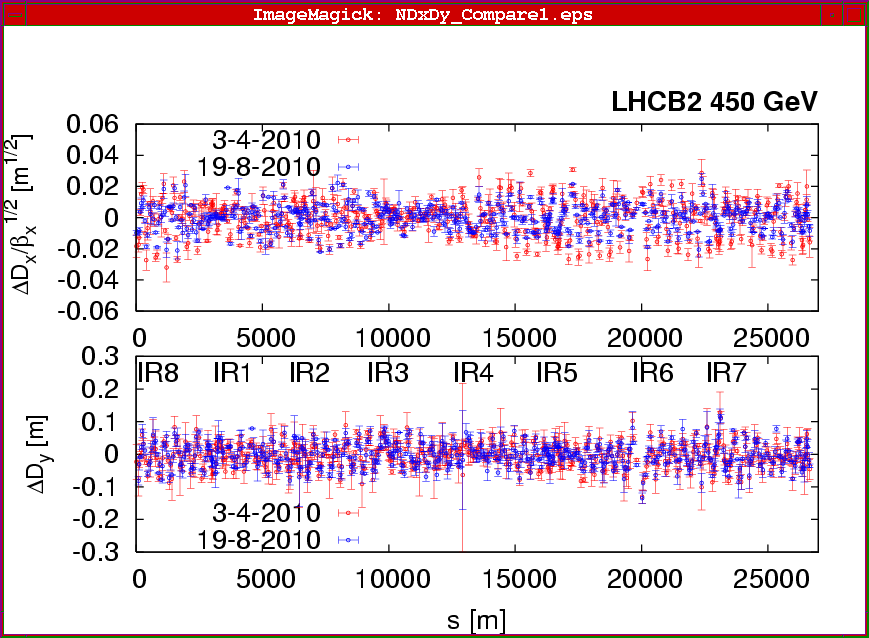 ImageMagick: NDxDy_Compare1.eps
LHCB2 450 GeV
ΔDx/βx^1/2 [m^1/2]
0.06
0.04
0.02
0
-0.02
-0.04
-0.06
3-4-2010
19-8-2010
0 5000 10000 15000 20000 25000
ΔDy [m]
0.3
0.2
0.1
0
-0.1
-0.2
-0.3
IR8 IR1 IR2 IR3 IR4 IR5 IR6 IR7
3-4-2010
19-8-2010
0 5000 10000 15000 20000 25000
s [m]